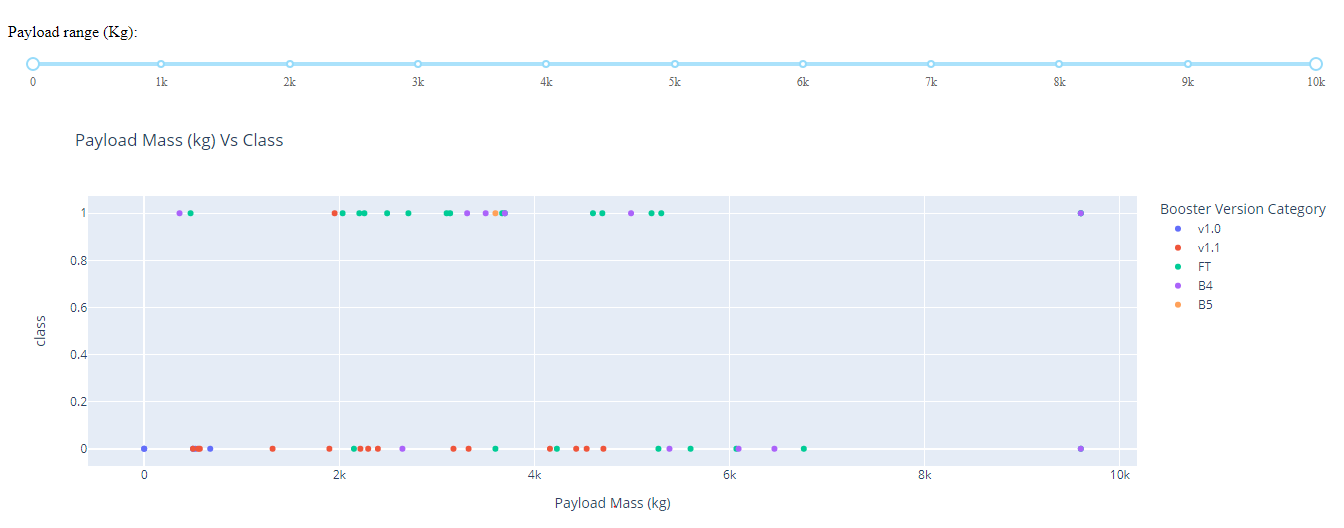 Payload range (Kg):
0 1k 2k 3k 4k 5k 6k 7k 8k 9k 10k
Payload Mass (kg) Vs Class
Booster Version Category
v1.0
v1.1
FT
B4
B5
1
0.8
0.6
0.4
0.2
0
class
0 2k 4k 6k 8k 10k
Payload Mass (kg)